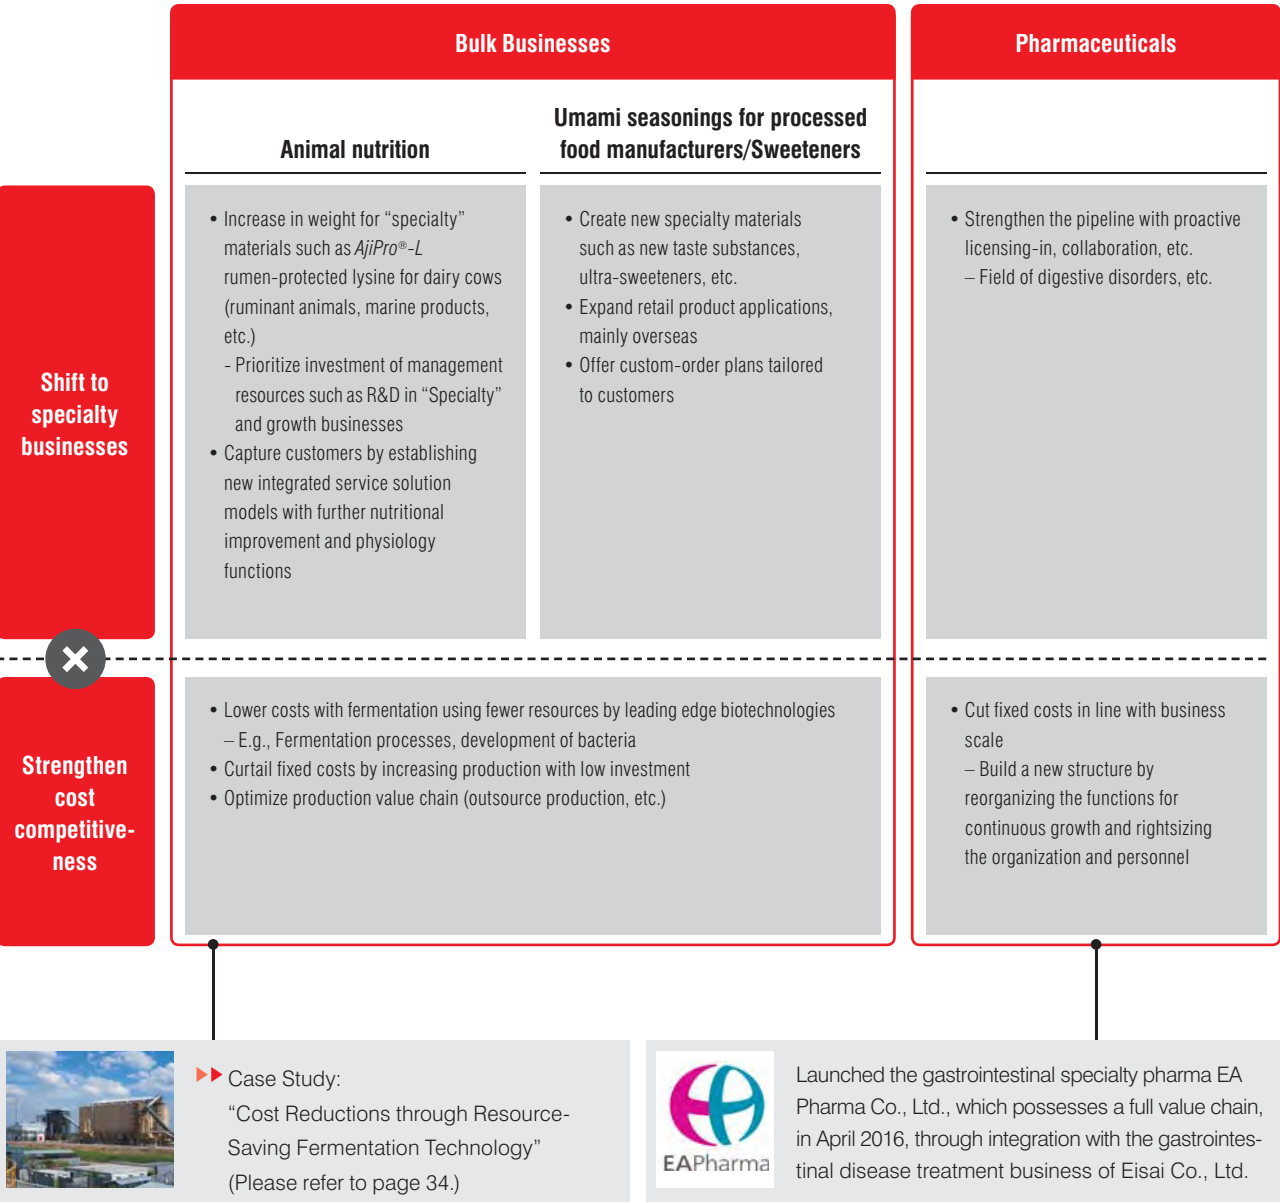 Bulk Businesses
Pharmaceuticals
Animal nutrition
Umami seasonings for processed
food manufacturers/Sweeteners
Shift to
specialty
businesses
• Increase in weight for “specialty”
materials such as AjiPro®-L
rumen-protected lysine for dairy cows
(ruminant animals, marine products,
etc.)
- Prioritize investment of management
resources such as R&D in “Specialty”
and growth businesses
• Capture customers by establishing
new integrated service solution
models with further nutritional
improvement and physiology
functions
• Create new specialty materials
such as new taste substances,
ultra-sweeteners, etc.
• Expand retail product applications,
mainly overseas
• Offer custom-order plans tailored
to customers
• Strengthen the pipeline with proactive
licensing-in, collaboration, etc.
– Field of digestive disorders, etc.
Strengthen
cost
competitive-
ness
• Lower costs with fermentation using fewer resources by leading edge biotechnologies
– E.g., Fermentation processes, development of bacteria
• Curtail fixed costs by increasing production with low investment
• Optimize production value chain (outsource production, etc.)
• Cut fixed costs in line with business
scale
– Build a new structure by
reorganizing the functions for
continuous growth and rightsizing
the organization and personnel
Case Study:
“Cost Reductions through Resource-
Saving Fermentation Technology”
(Please refer to page 34.)
EAPharma
Launched the gastrointestinal specialty pharma EA
Pharma Co., Ltd., which possesses a full value chain,
in April 2016, through integration with the gastrointes-
tinal disease treatment business of Eisai Co., Ltd.